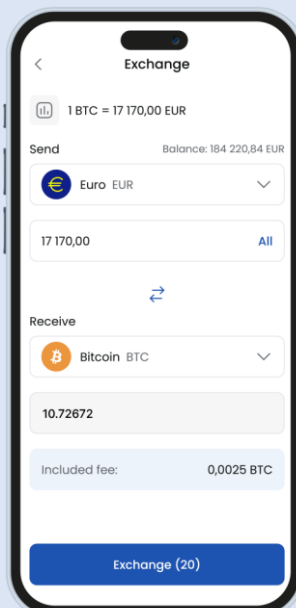 Exchange
1 BTC = 17 170,00 EUR
Send Balance: 184 220,84 EUR
Euro EUR
17 170,00 All
Receive
Bitcoin BTC
10.72672
Included fee: 0,0025 BTC
Exchange (20)